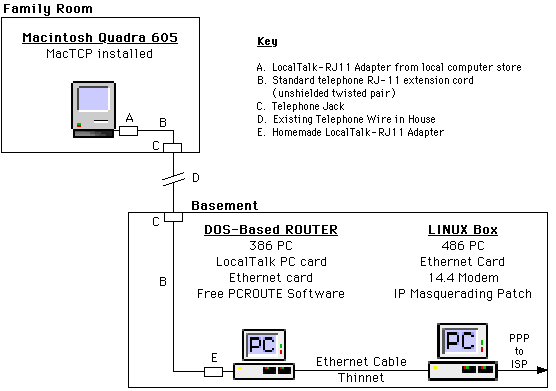 Family Room
Macintosh Quadra 605
MacTCP installed
Key
A. LocalTalk-RJ11 Adapter from local computer store
B. Standard telephone RJ-11 extension cord
(unshielded twisted pair)
C. Telephone Jack
D. Existing Telephone Wire in House
E. Homemade LocalTalk-RJ11 Adapter
A
B
C
D
Basement
C
DOS-Based ROUTER
386 PC
LocalTalk PC card
Ethernet card
Free PCROUTE Software
LINUX Box
486 PC
Ethernet Card
14.4 Modem
IP Masquerading Patch
B
E
PC
Ethernet Cable
Thinnet
PC
PPP
to
ISP